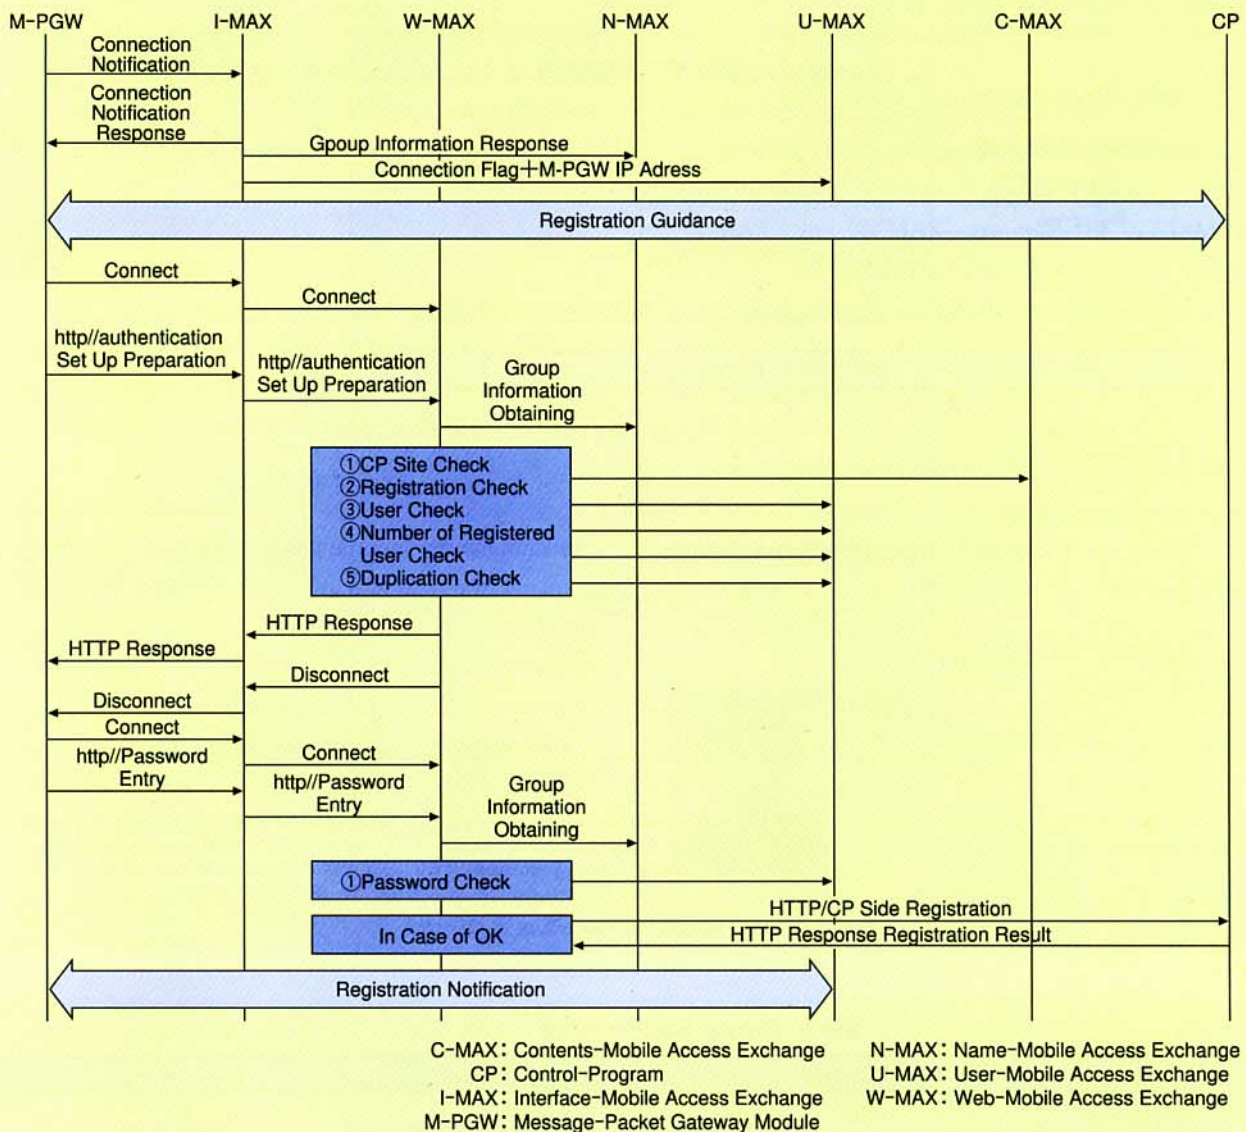 M-PGW I-MAX W-MAX N-MAX U-MAX C-MAX CP
Connection
Notification
Connection
Notification
Response
Gpoup Information Response
Connection Flag+M-PGW IP Adress
Registration Guidance
Connect
Connect
http//authentication
Set Up Preparation
http//authentication
Set Up Preparation
Group
Information
Obtaining
①CP Site Check
②Registration Check
③User Check
④Number of Registered
User Check
⑤Duplication Check
HTTP Response
HTTP Response
Disconnect
Disconnect
Connect
Connect
http//Password
Entry
http//Password
Entry
Group
Information
Obtaining
①Password Check
HTTP/CP Side Registration
In Case of OK
HTTP Response Registration Result
Registration Notification
C-MAX: Contents-Mobile Access Exchange
CP: Control-Program
I-MAX: Interface-Mobile Access Exchange
M-PGW: Message-Packet Gateway Module
N-MAX: Name-Mobile Access Exchange
U-MAX: User-Mobile Access Exchange
W-MAX: Web-Mobile Access Exchange